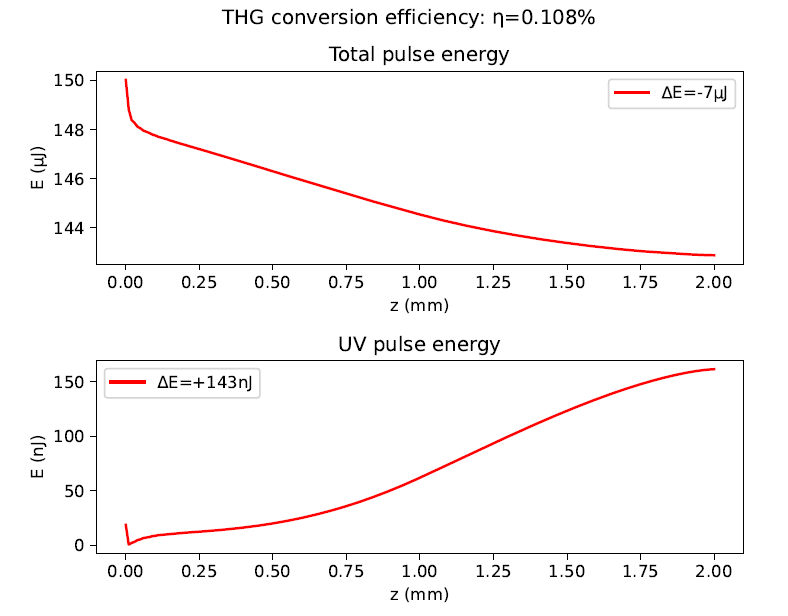 THG conversion efficiency: η=0.108%
Total pulse energy
150
148
146
144
E (μJ)
ΔE=-7μJ
0.00 0.25 0.50 0.75 1.00 1.25 1.50 1.75 2.00
z (mm)
UV pulse energy
150
100
50
0
E (nJ)
ΔE=+143nJ
0.00 0.25 0.50 0.75 1.00 1.25 1.50 1.75 2.00
z (mm)